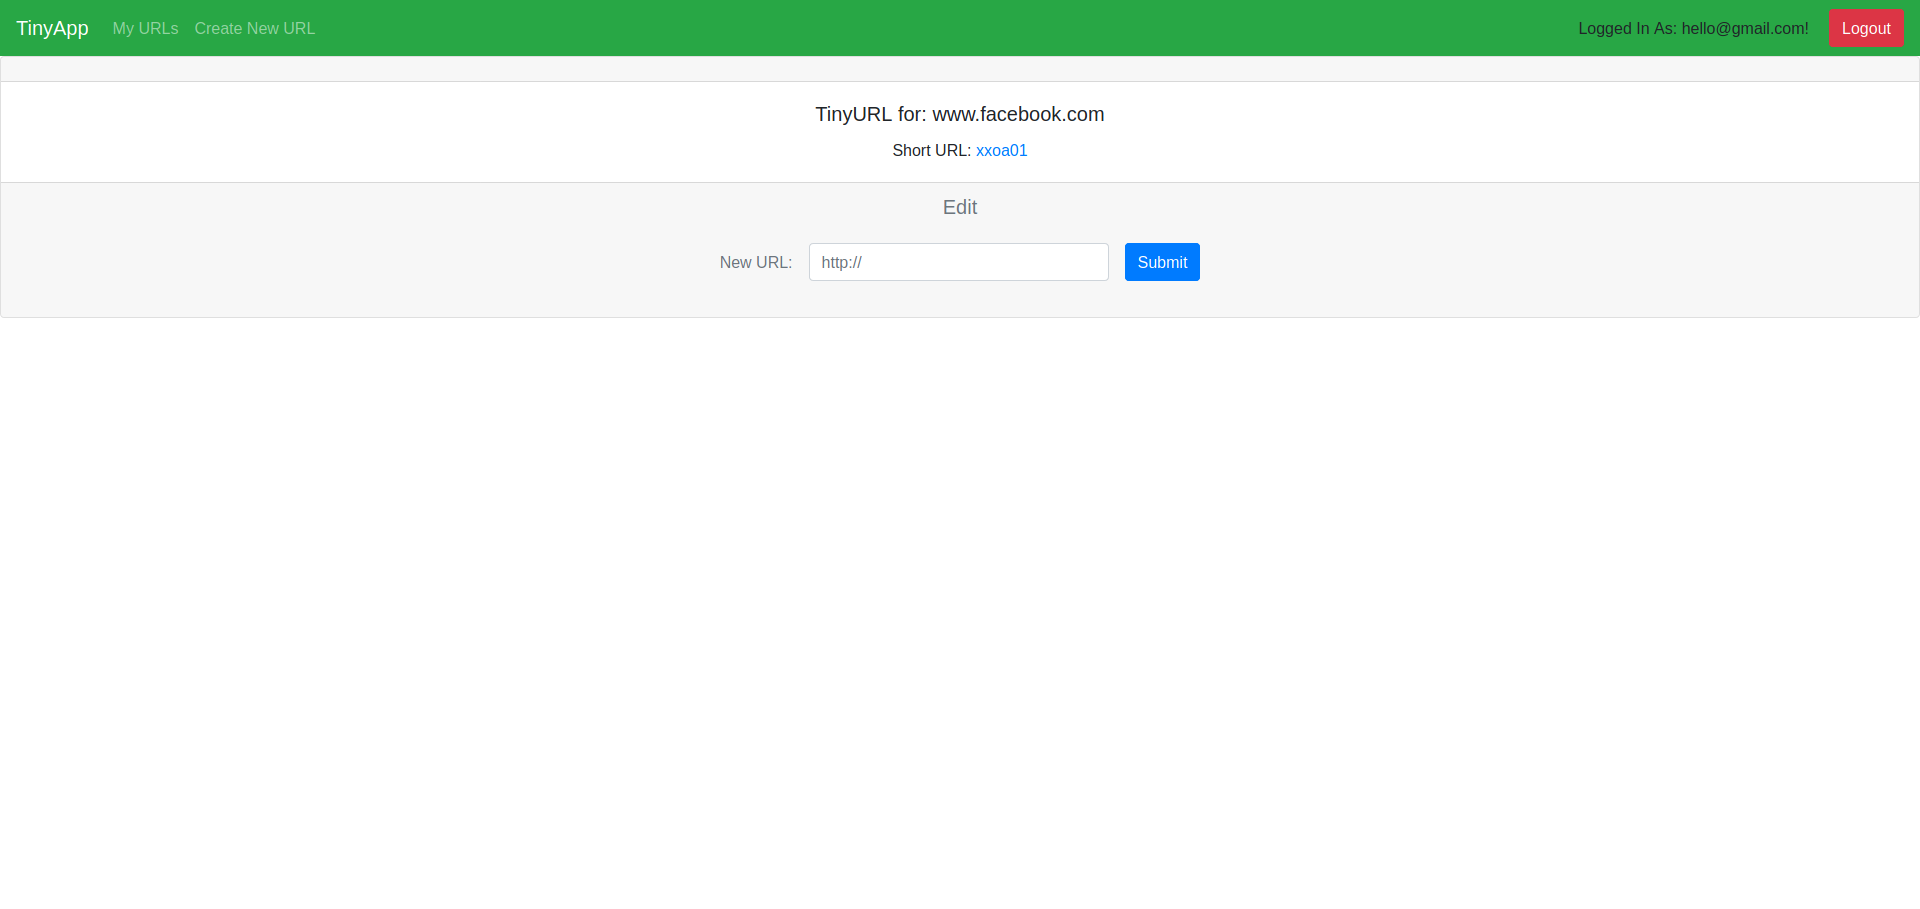 TinyApp My URLs Create New URL Logged In As: hello@gmail.com! Logout
TinyURL for: www.facebook.com
Short URL: xxoa01
Edit
New URL: http:// Submit